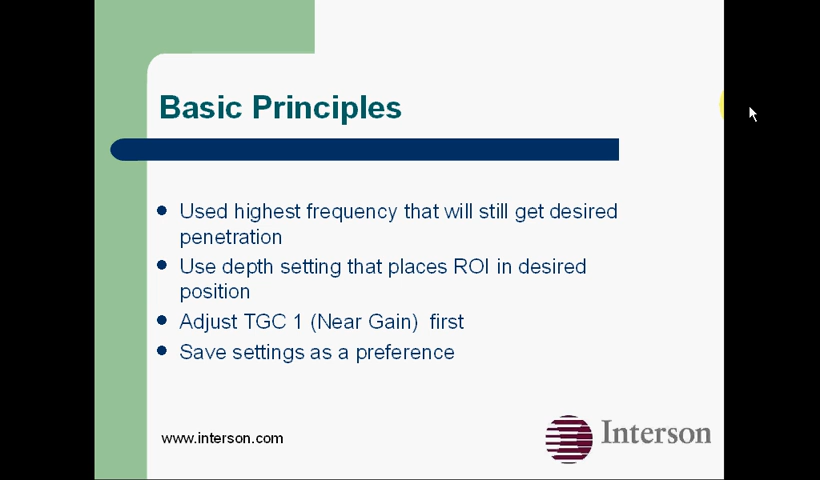 Basic Principles
Used highest frequency that will still get desired
penetration
Use depth setting that places ROI in desired
position
Adjust TGC 1 (Near Gain) first
Save settings as a preference
www.interson.com
Interson